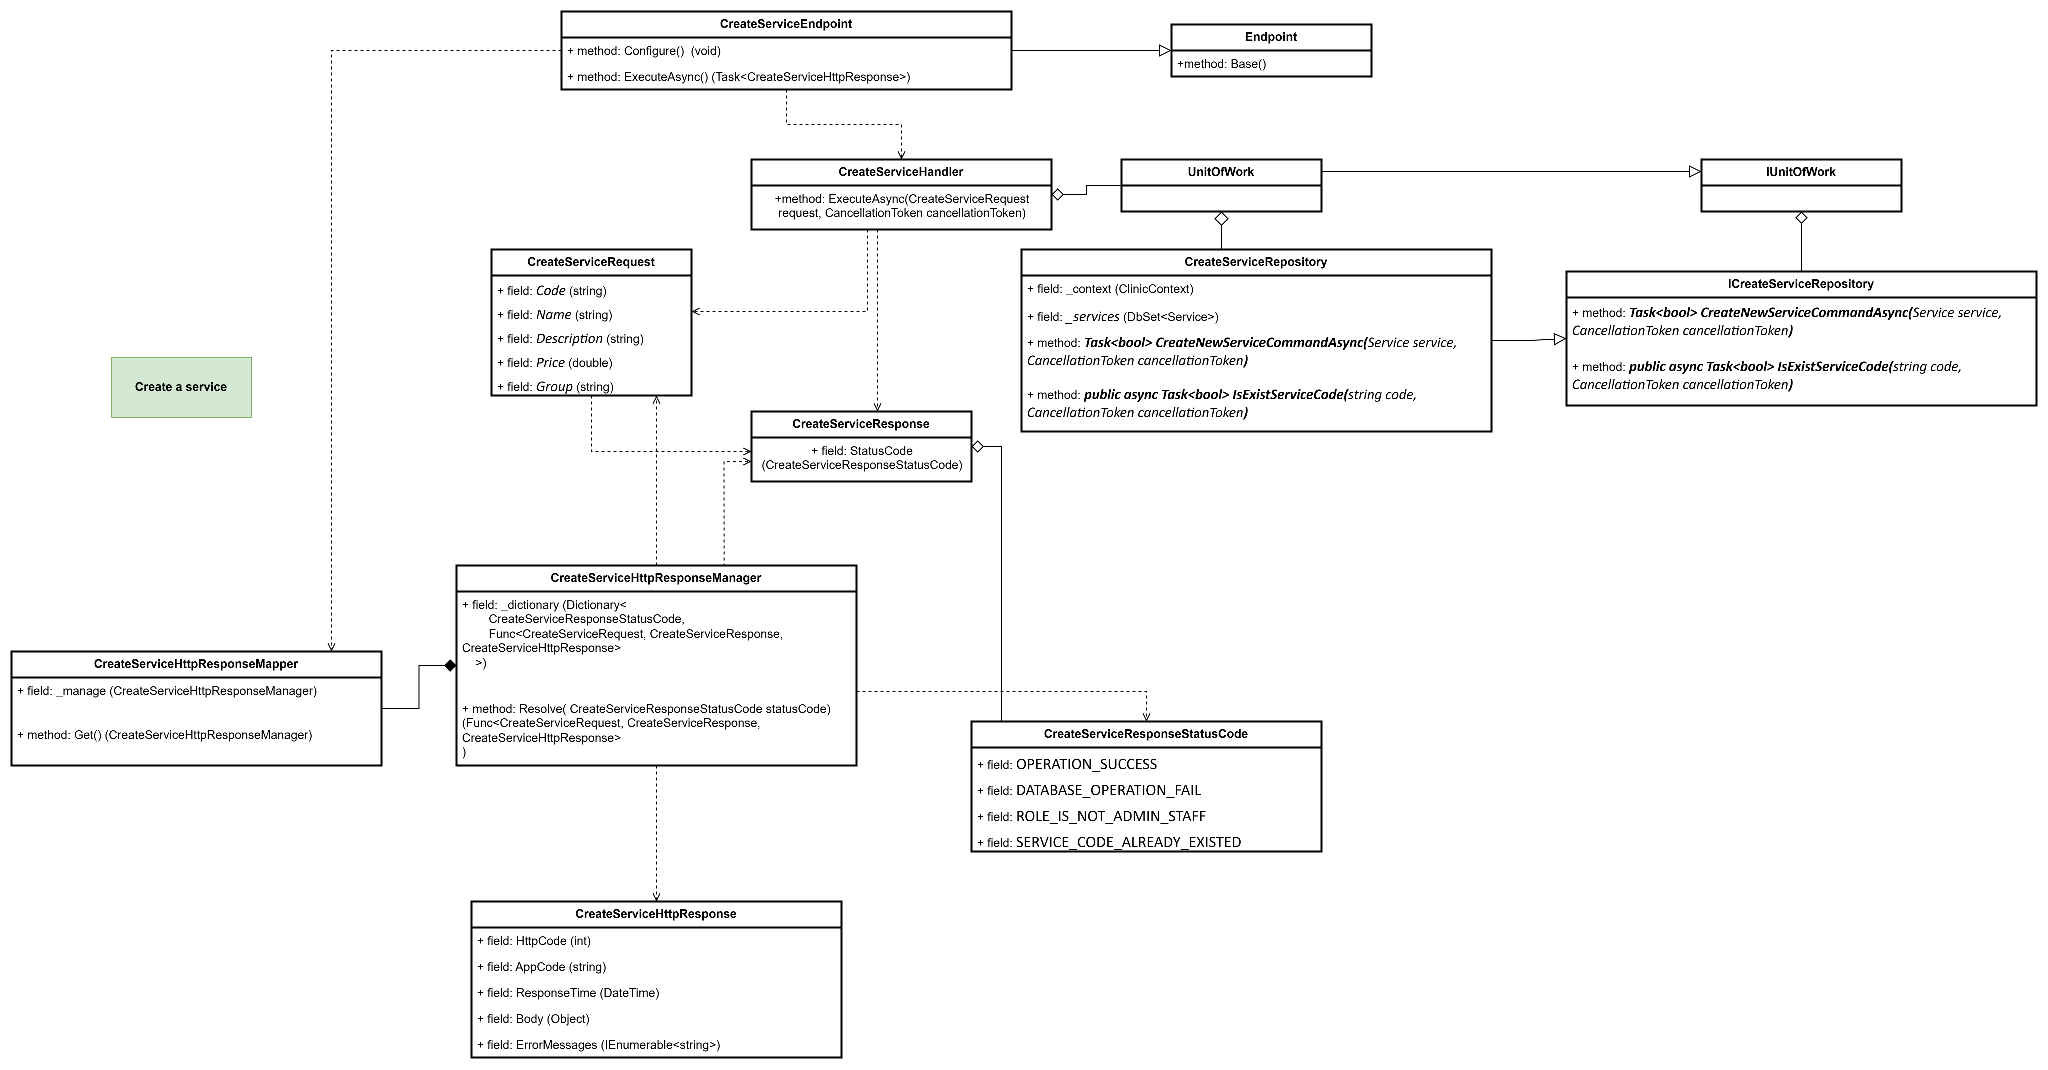 CreateServiceEndpoint
+ method: Configure()  (void)
+ method: ExecuteAsync() (Task<CreateServiceHttpResponse>)
Endpoint
+method: Base()
CreateServiceHandler
+method: ExecuteAsync(CreateServiceRequest
request, CancellationToken cancellationToken)
UnitOfWork
IUnitOfWork
CreateServiceRequest
+ field: Code (string)
+ field: Name (string)
+ field: Description (string)
+ field: Price (double)
+ field: Group (string)
CreateServiceRepository
+ field: _context (ClinicContext)
+ field: _services (DbSet<Service>)
+ method: Task<bool> CreateNewServiceCommandAsync(Service service,
CancellationToken cancellationToken)
+ method: public async Task<bool> IsExistServiceCode(string code,
CancellationToken cancellationToken)
ICreateServiceRepository
+ method: Task<bool> CreateNewServiceCommandAsync(Service service,
CancellationToken cancellationToken)
+ method: public async Task<bool> IsExistServiceCode(string code,
CancellationToken cancellationToken)
Create a service
CreateServiceResponse
+ field: StatusCode
(CreateServiceResponseStatusCode)
CreateServiceHttpResponseManager
+ field: _dictionary (Dictionary<
CreateServiceResponseStatusCode,
Func<CreateServiceRequest, CreateServiceResponse,
CreateServiceHttpResponse>
>)
+ method: Resolve( CreateServiceResponseStatusCode statusCode)
(Func<CreateServiceRequest, CreateServiceResponse,
CreateServiceHttpResponse>
)
CreateServiceHttpResponseMapper
+ field: _manage (CreateServiceHttpResponseManager)
+ method: Get() (CreateServiceHttpResponseManager)
CreateServiceResponseStatusCode
+ field: OPERATION_SUCCESS
+ field: DATABASE_OPERATION_FAIL
+ field: ROLE_IS_NOT_ADMIN_STAFF
+ field: SERVICE_CODE_ALREADY_EXISTED
CreateServiceHttpResponse
+ field: HttpCode (int)
+ field: AppCode (string)
+ field: ResponseTime (DateTime)
+ field: Body (Object)
+ field: ErrorMessages (IEnumerable<string>)